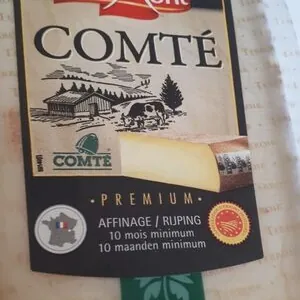 COMTÉ
COMTÉ
PREMIUM
AFFINAGE / RIJPING
10 mois minimum
10 maanden minimum